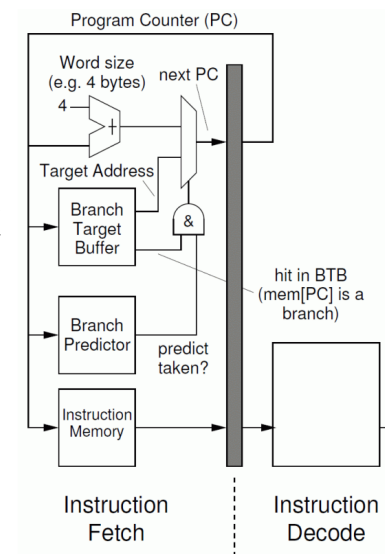 Program Counter (PC)
Word size
(e.g. 4 bytes)
next PC
4
+
Target Address
Branch
Target
Buffer
&
hit in BTB
(mem[PC] is a
branch)
Branch
Predictor
predict
taken?
Instruction
Memory
Instruction
Fetch
Instruction
Decode